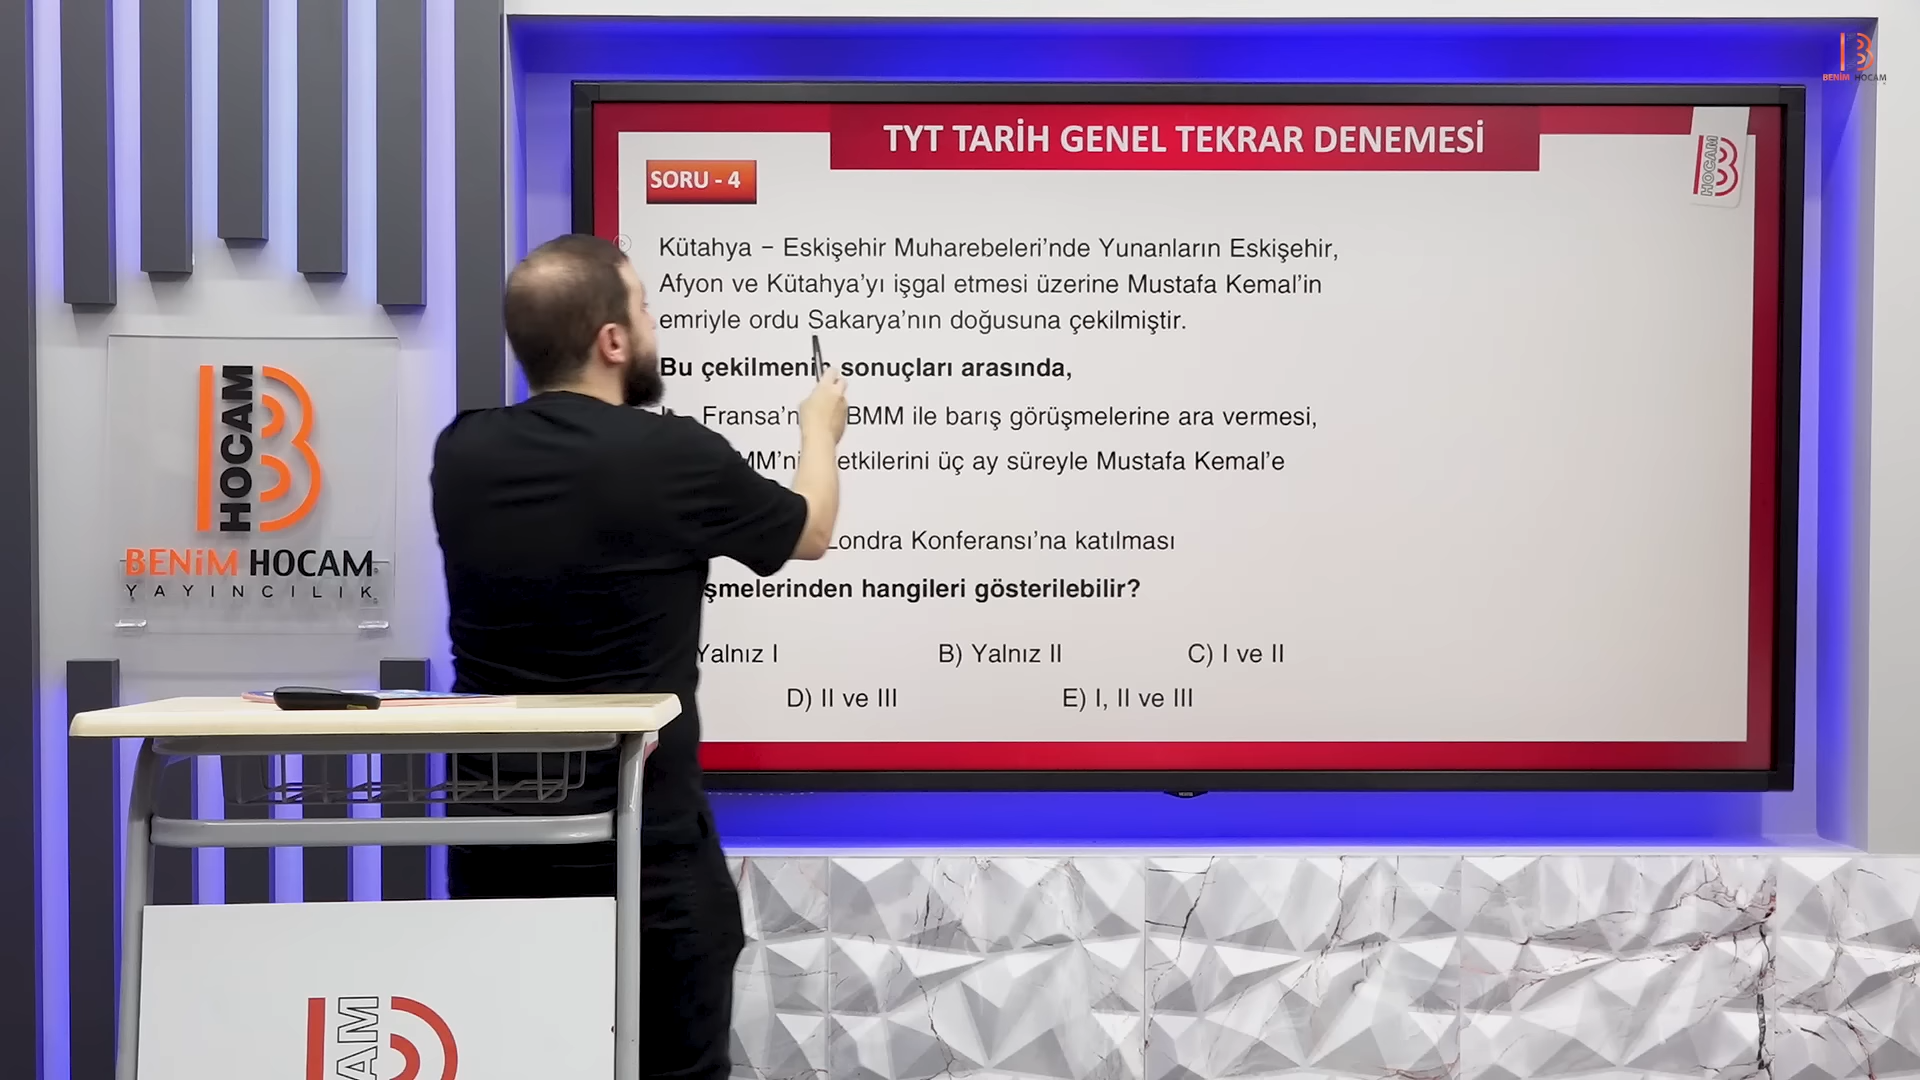 BENİM HOCAM
TYT TARİH GENEL TEKRAR DENEMESİ
HOCAM
SORU - 4
Kütahya – Eskişehir Muharebeleri’nde Yunanların Eskişehir,
Afyon ve Kütahya’yı işgal etmesi üzerine Mustafa Kemal’in
emriyle ordu Sakarya’nın doğusuna çekilmiştir.
Bu çekilmenin sonuçları arasında,
BMM ile barış görüşmelerine ara vermesi,
etkilerini üç ay süreyle Mustafa Kemal’e
Londra Konferansı’na katılması
şmelerinden hangileri gösterilebilir?
Yalnız I B) Yalnız II C) I ve II
D) II ve III E) I, II ve III
HOCAM
BENİM HOCAM
YAYINCILIK